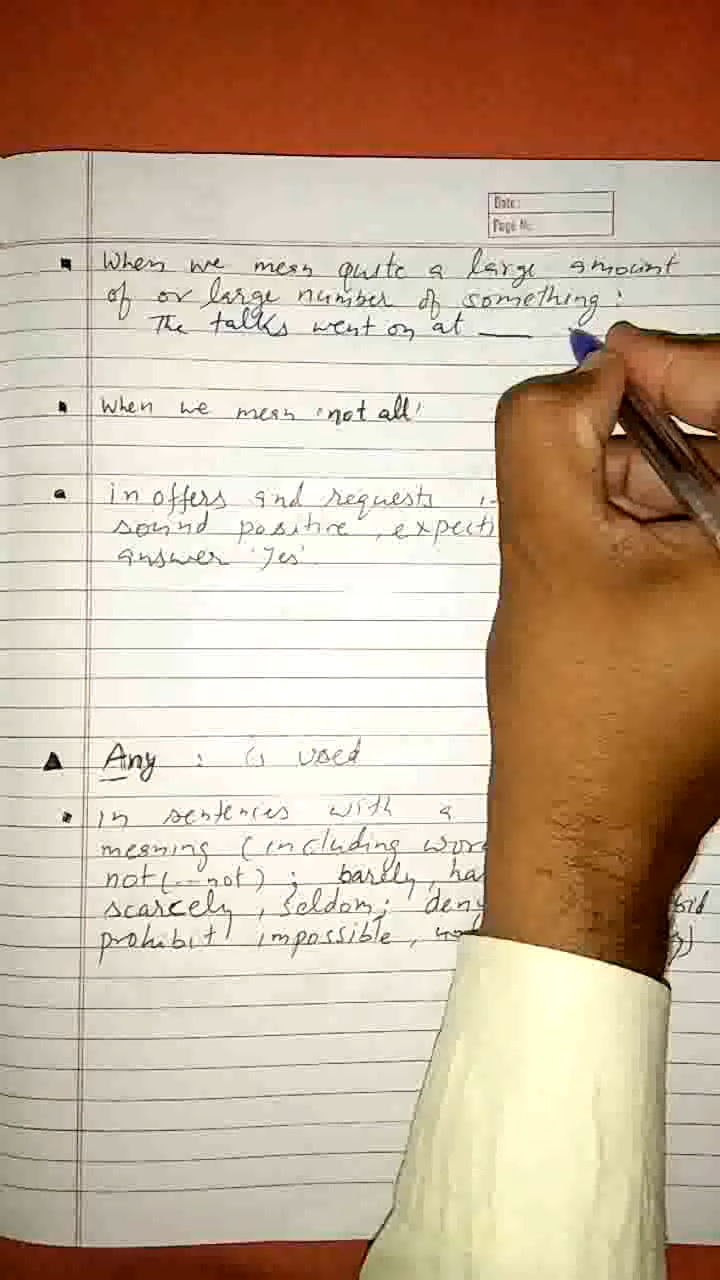 Date:
Page No.
When we mean quite a large amount
of or large number of something:
The talks went on at
When we mean 'not all'
in offers and requests
sound positive, expecti
answer 'Yes'.
Any : is used
in sentences with a
meaning (including wor
not (--not) ; barely, ha
scarcely, seldom; deny
prohibit impossible,